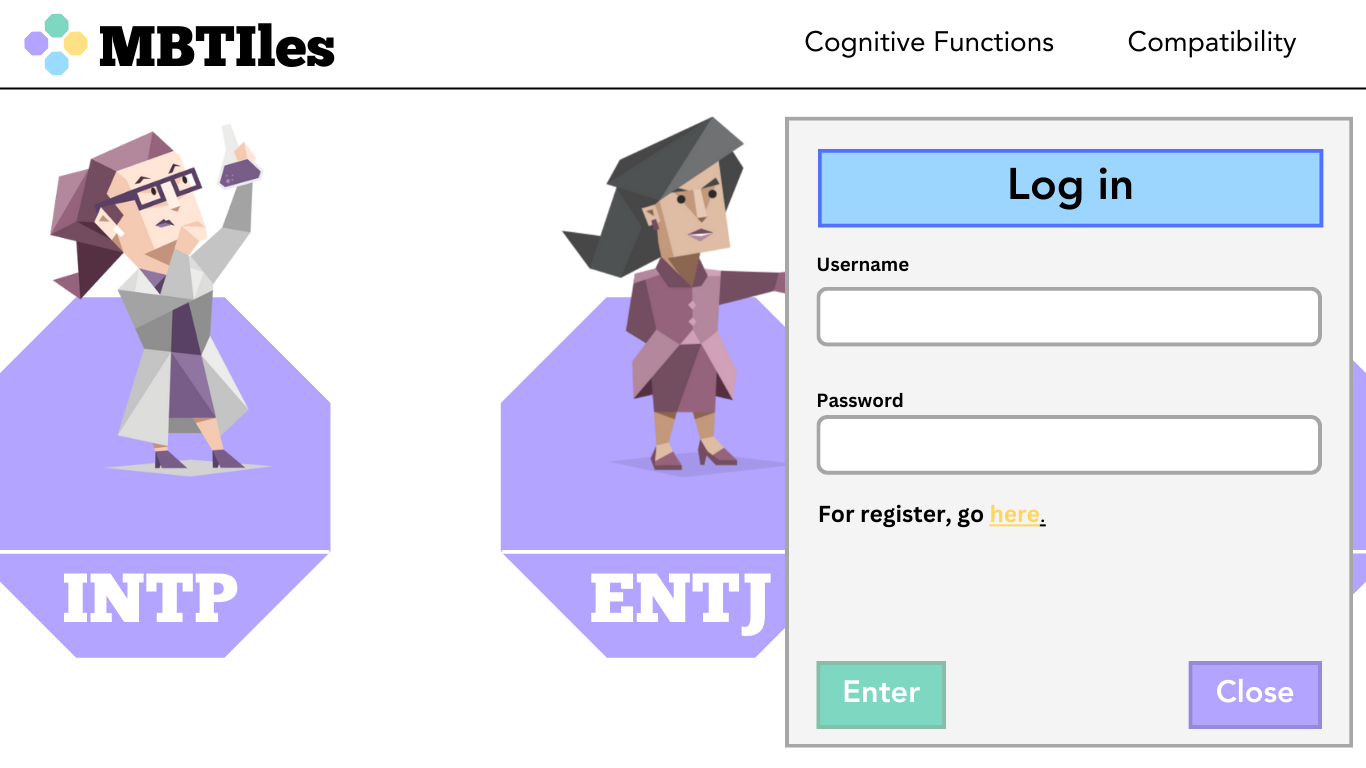 MBTIles
Cognitive Functions
Compatibility
INTP
ENTJ
Log in
Username
Password
For register, go here.
Enter
Close